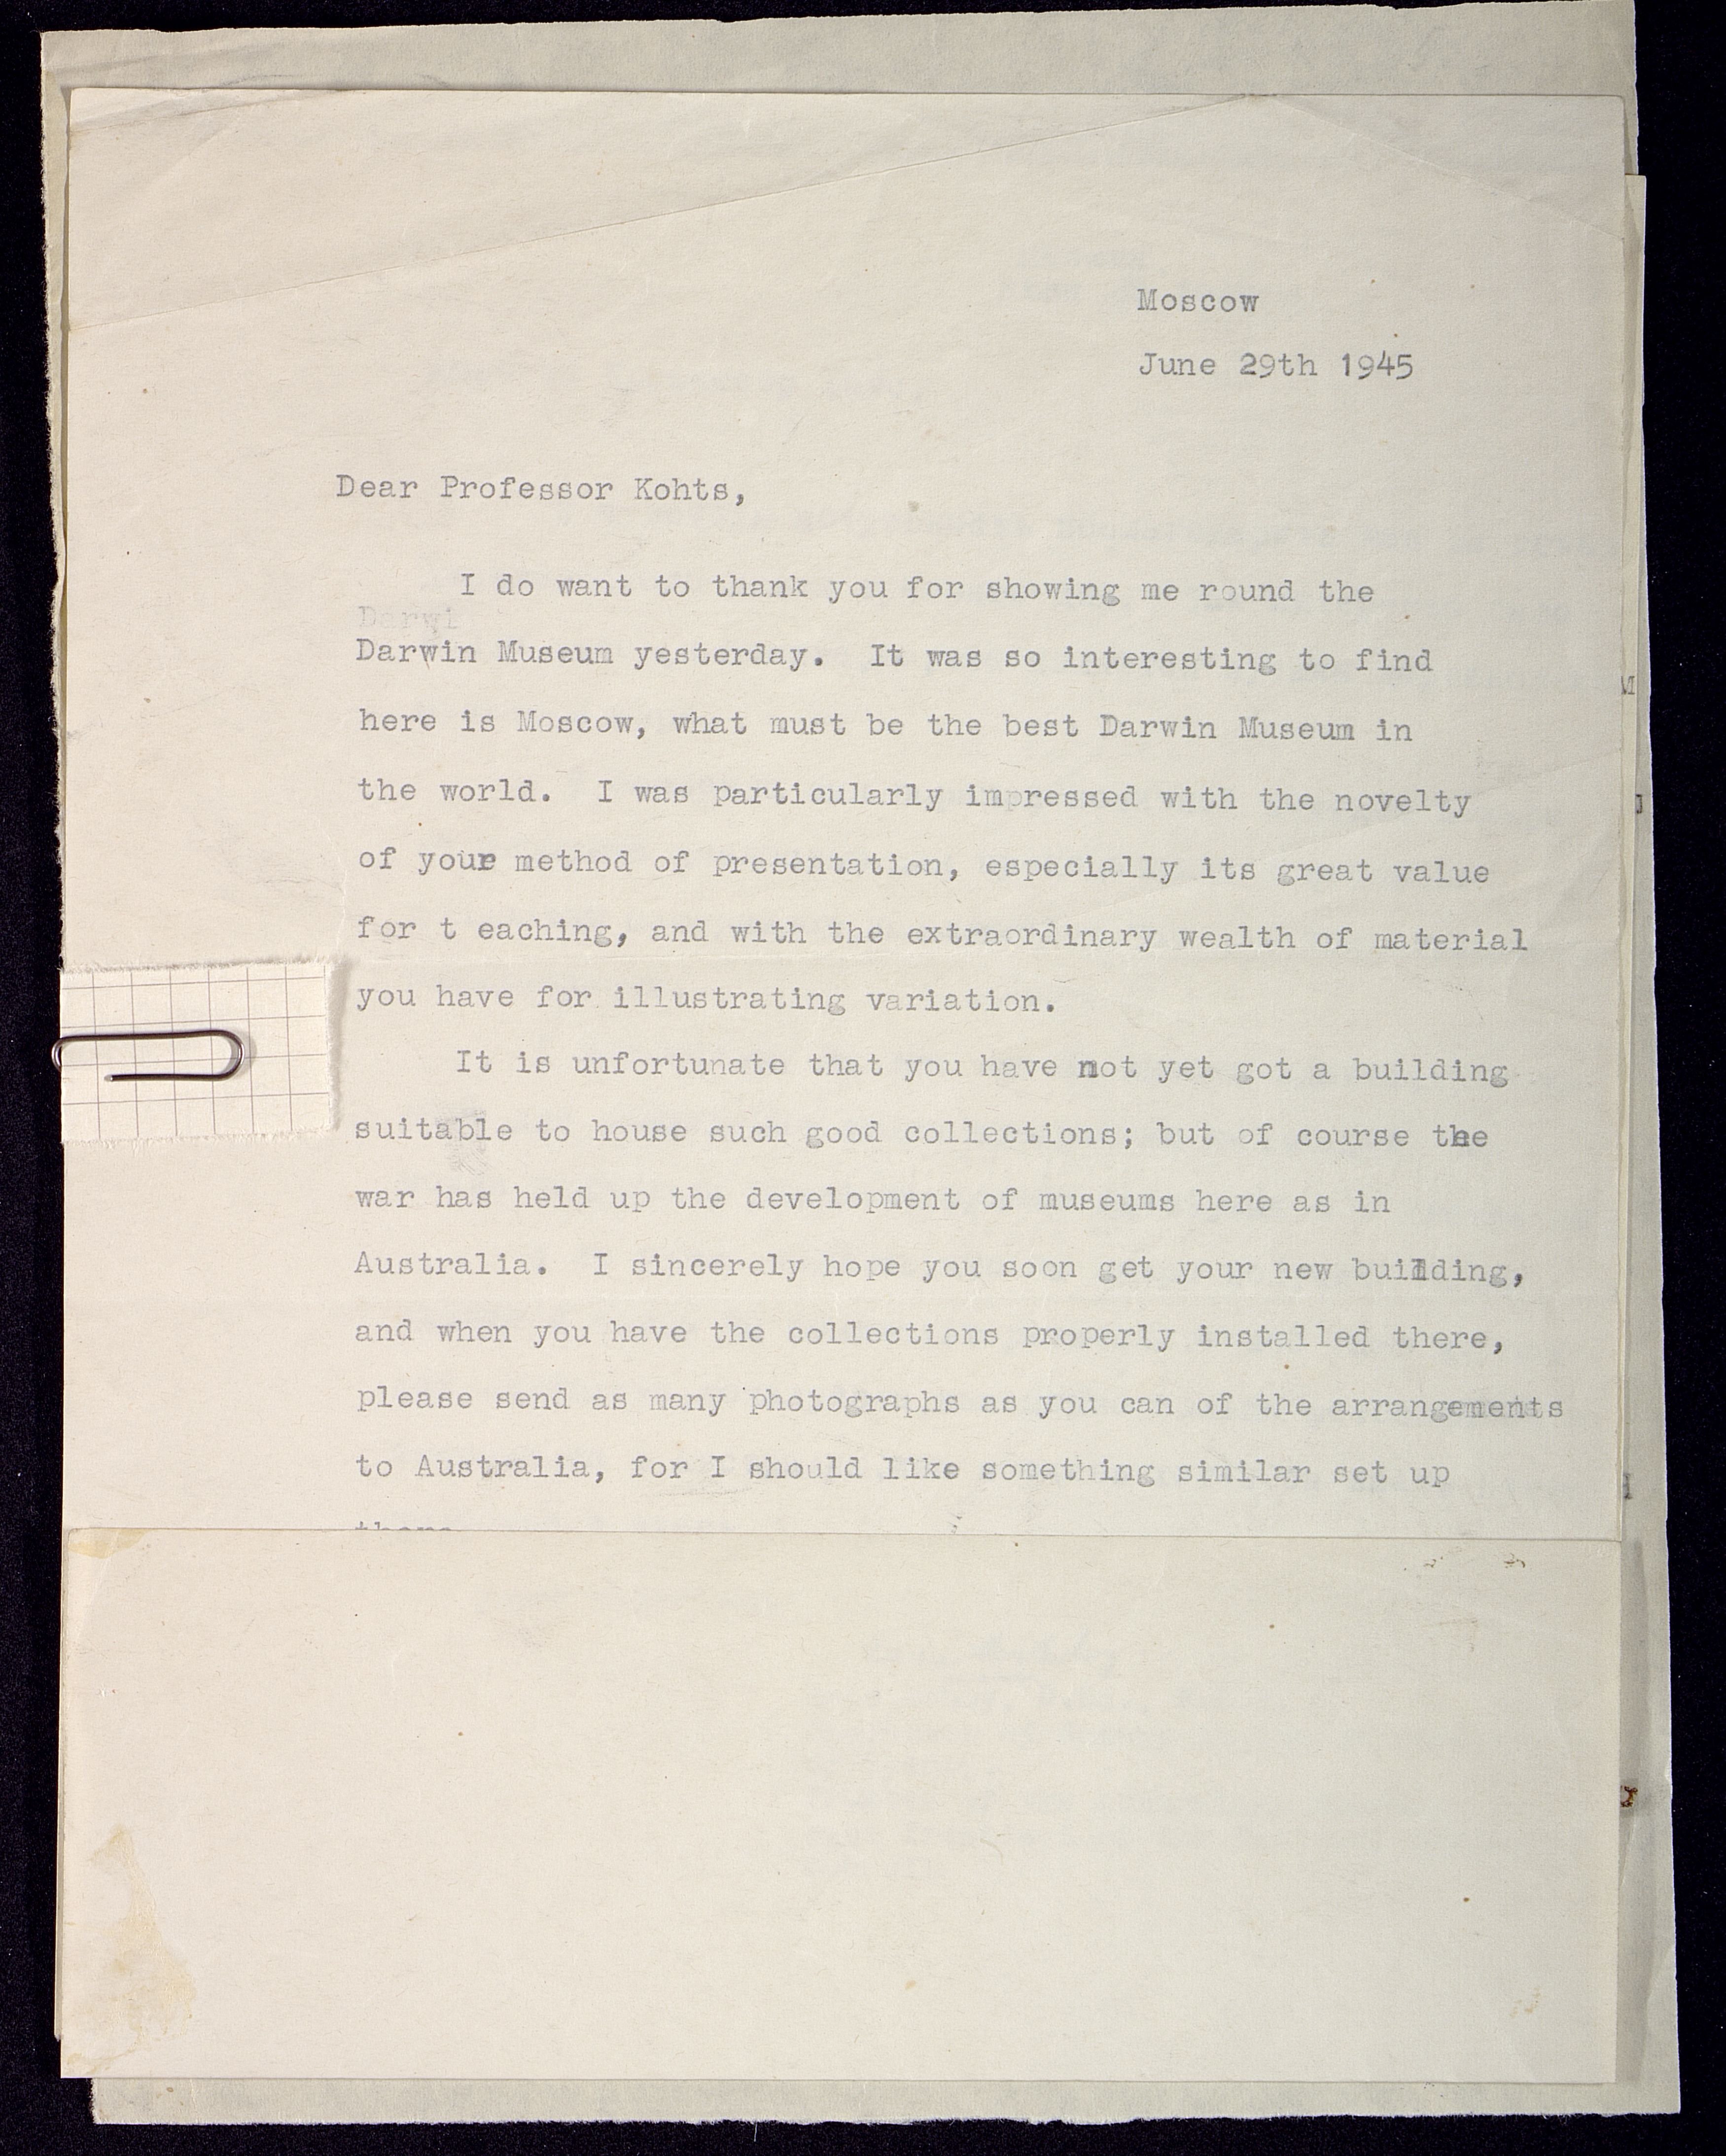 Moscow
June 29th 1945
Dear Professor Kohts,
I do want to thank you for showing me round the
Darwi
Darwin Museum yesterday. It was so interesting to find
here is Moscow, what must be the best Darwin Museum in
the world. I was particularly impressed with the novelty
of your method of presentation, especially its great value
for t eaching, and with the extraordinary wealth of material
you have for illustrating variation.
It is unfortunate that you have not yet got a building
suitable to house such good collections; but of course the
war has held up the development of museums here as in
Australia. I sincerely hope you soon get your new building,
and when you have the collections properly installed there,
please send as many photographs as you can of the arrangements
to Australia, for I should like something similar set up